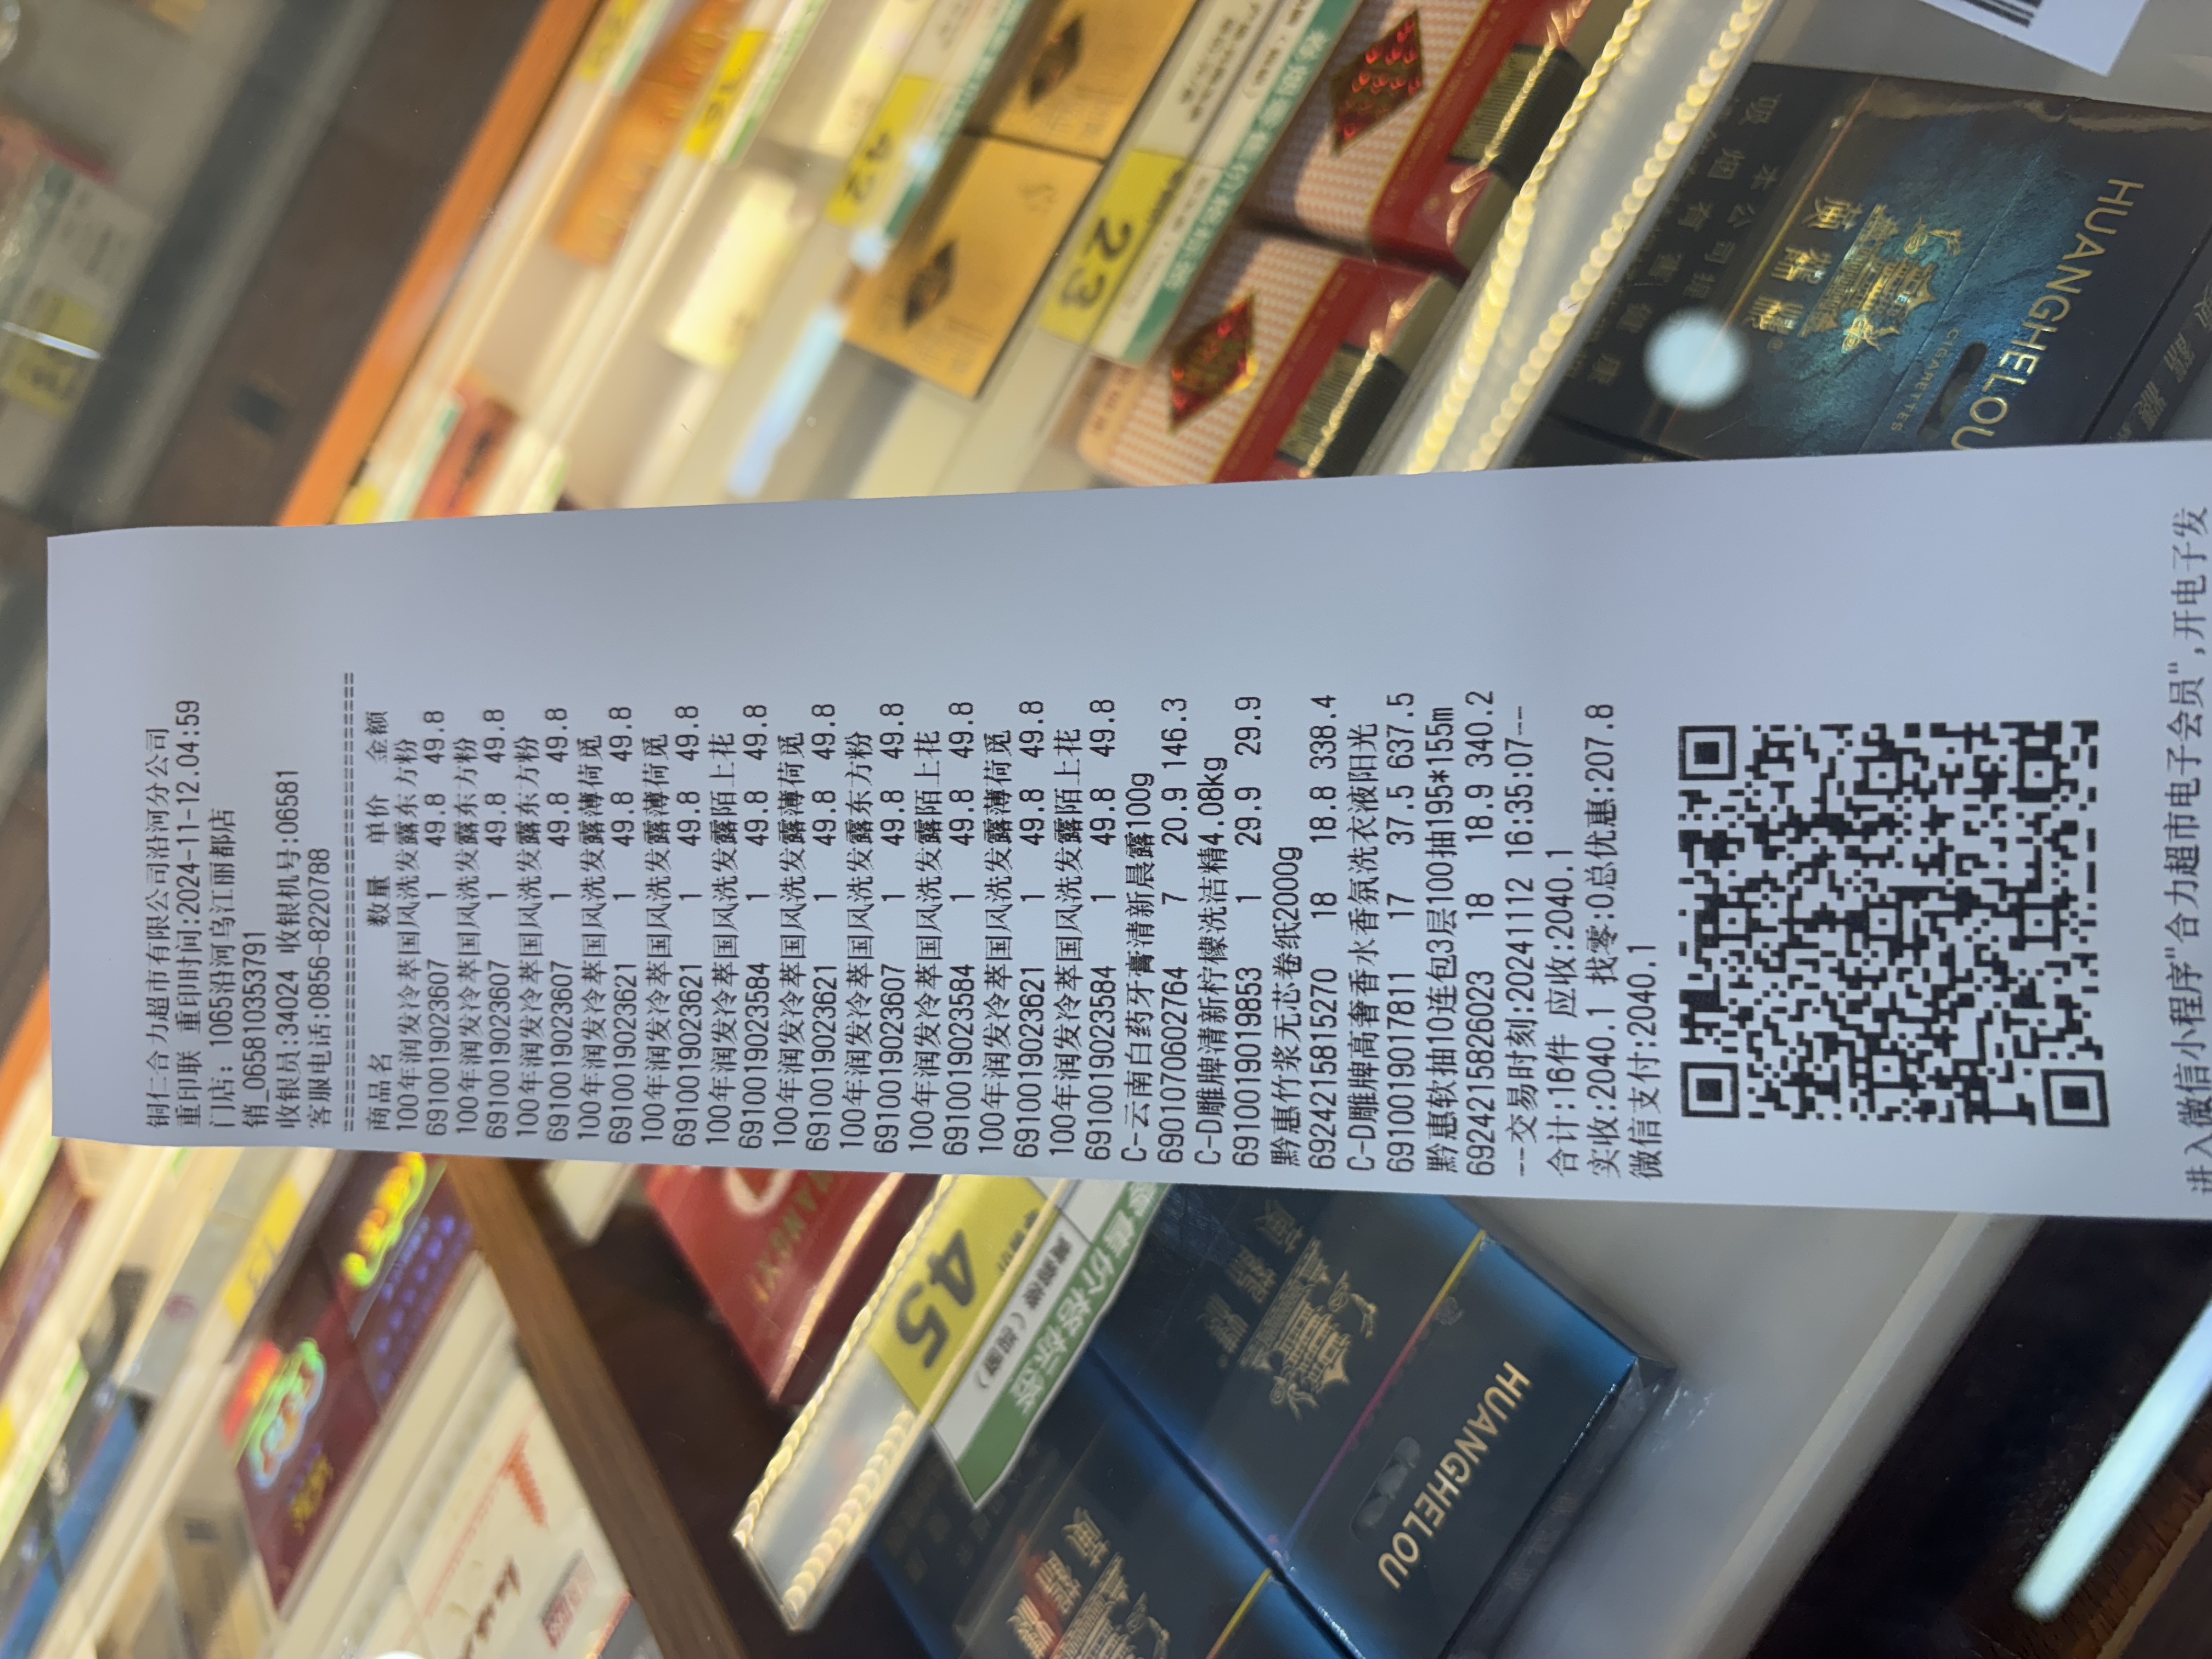 铜仁合力超市有限公司沿河分公司
重印联 重印时间:2024-11-12.04:59
门店: 1065沿河乌江丽都店
销_0658103537​91
收银员:34024 收银机号:06581
客服电话:0856-8220788
================================
商品名 数量 单价 金额
100年润发冷萃国风洗发露东方粉
6910019023607 1 49.8 49.8
100年润发冷萃国风洗发露东方粉
6910019023607 1 49.8 49.8
100年润发冷萃国风洗发露东方粉
6910019023607 1 49.8 49.8
100年润发冷萃国风洗发露薄荷觅
6910019023621 1 49.8 49.8
100年润发冷萃国风洗发露薄荷觅
6910019023621 1 49.8 49.8
100年润发冷萃国风洗发露陌上花
6910019023584 1 49.8 49.8
100年润发冷萃国风洗发露薄荷觅
6910019023621 1 49.8 49.8
100年润发冷萃国风洗发露东方粉
6910019023607 1 49.8 49.8
100年润发冷萃国风洗发露陌上花
6910019023584 1 49.8 49.8
100年润发冷萃国风洗发露薄荷觅
6910019023621 1 49.8 49.8
100年润发冷萃国风洗发露陌上花
6910019023584 1 49.8 49.8
C-云南白药牙膏清新晨露100g
6901070602764 7 20.9 146.3
C-D雕牌清新柠檬洗洁精4.08kg
6910019019853 1 29.9 29.9
黔惠竹浆无芯卷纸2000g
6924215815270 18 18.8 338.4
C-D雕牌高奢香水香氛洗衣液阳光
6910019017811 17 37.5 637.5
黔惠软抽10连包3层100抽195*155m
6924215826023 18 18.9 340.2
--交易时刻:20241112 16:35:07--
合计:16件 应收:2040.1
实收:2040.1 找零:0总优惠:207.8
微信支付:2040.1
进入微信小程序"合力超市电子会员",开电子发
HUANGHELOU
CIGARETTES
黄鹤楼
23
42
45
零售价格标签
黄鹤楼
HUANGHELOU